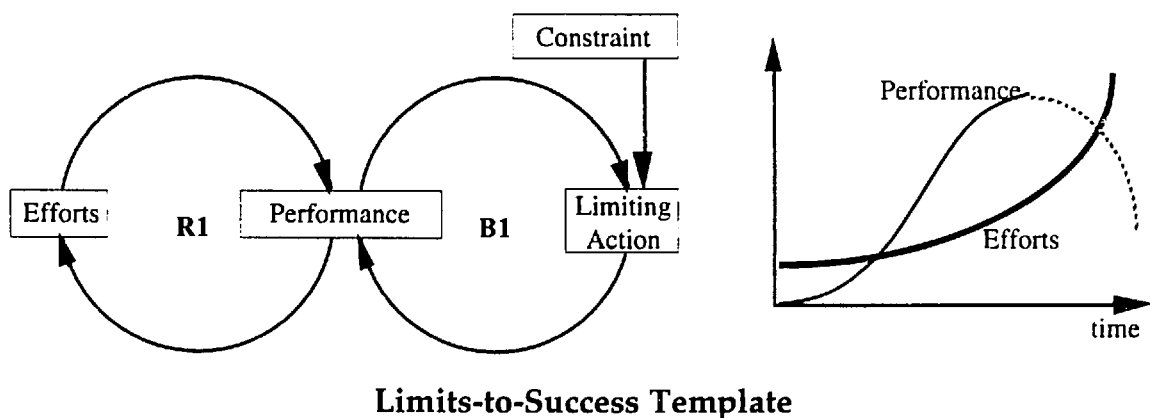 Constraint
Efforts
R1
Performance
B1
Limiting
Action
Performance
Efforts
time
Limits-to-Success Template